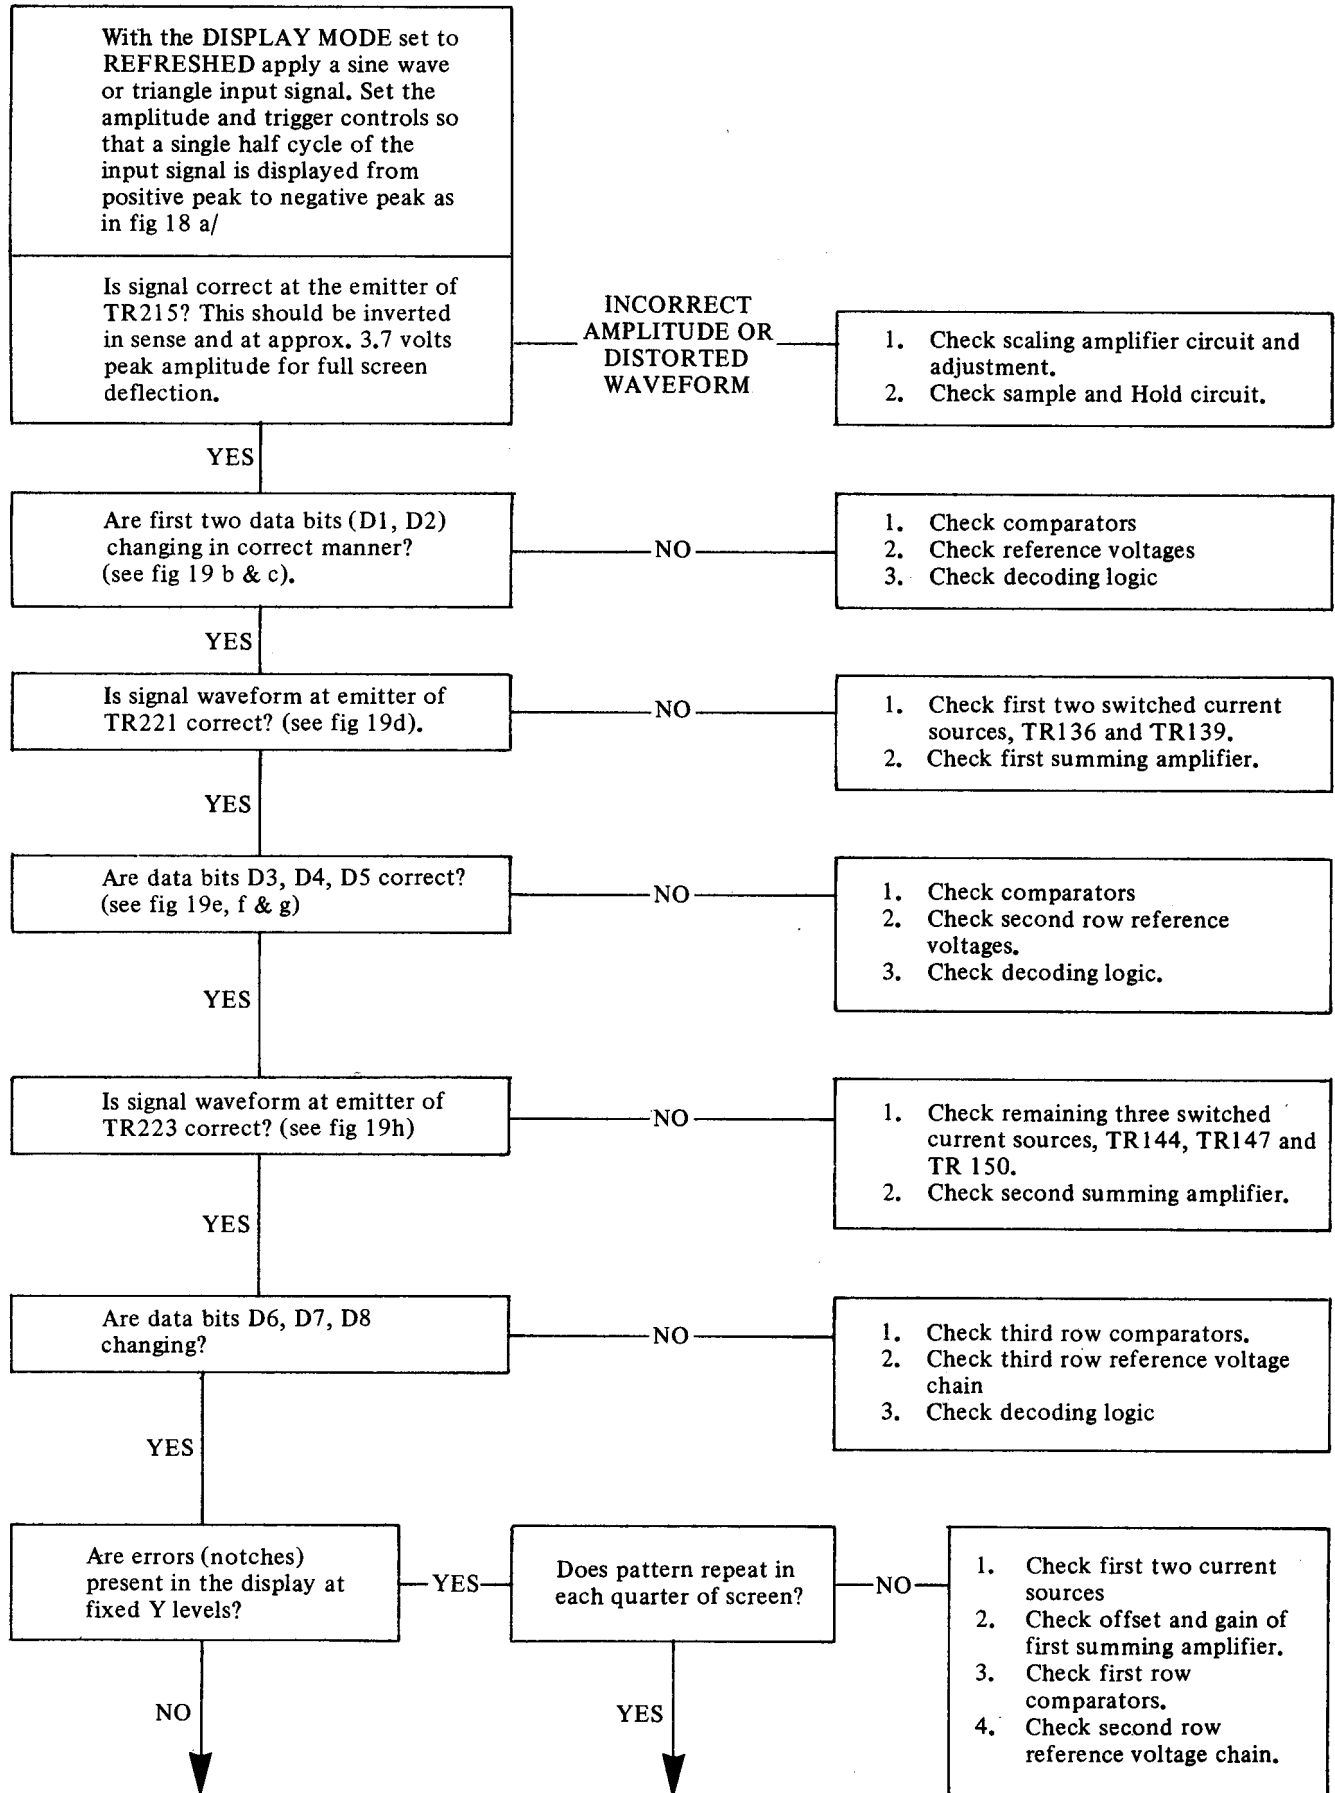 With the DISPLAY MODE set to
REFRESHED apply a sine wave
or triangle input signal. Set the
amplitude and trigger controls so
that a single half cycle of the
input signal is displayed from
positive peak to negative peak as
in fig 18 a/
Is signal correct at the emitter of
TR215? This should be inverted
in sense and at approx. 3.7 volts
peak amplitude for full screen
deflection.
INCORRECT
AMPLITUDE OR
DISTORTED
WAVEFORM
1. Check scaling amplifier circuit and
adjustment.
2. Check sample and Hold circuit.
YES
Are first two data bits (D1, D2)
changing in correct manner?
(see fig 19 b & c).
NO
1. Check comparators
2. Check reference voltages
3. Check decoding logic
YES
Is signal waveform at emitter of
TR221 correct? (see fig 19d).
NO
1. Check first two switched current
sources, TR136 and TR139.
2. Check first summing amplifier.
YES
Are data bits D3, D4, D5 correct?
(see fig 19e, f & g)
NO
1. Check comparators
2. Check second row reference
voltages.
3. Check decoding logic.
YES
Is signal waveform at emitter of
TR223 correct? (see fig 19h)
NO
1. Check remaining three switched
current sources, TR144, TR147 and
TR 150.
2. Check second summing amplifier.
YES
Are data bits D6, D7, D8
changing?
NO
1. Check third row comparators.
2. Check third row reference voltage
chain
3. Check decoding logic
YES
Are errors (notches)
present in the display at
fixed Y levels?
YES
Does pattern repeat in
each quarter of screen?
NO
1. Check first two current
sources
2. Check offset and gain of
first summing amplifier.
3. Check first row
comparators.
4. Check second row
reference voltage chain.
NO
YES